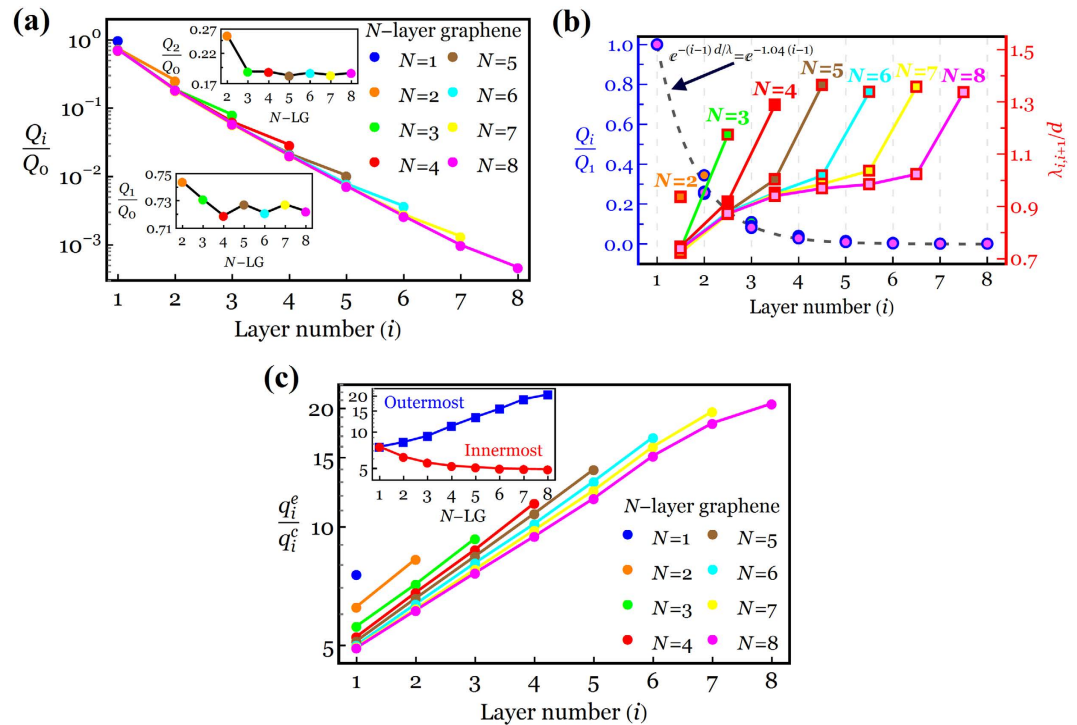 (a)
N-layer graphene
N=1
N=2
N=3
N=4
N=5
N=6
N=7
N=8
Q_i/Q_0
10^0
10^{-1}
10^{-2}
10^{-3}
Q_2/Q_0
0.27
0.22
0.17
2 3 4 5 6 7 8
N-LG
Q_1/Q_0
0.75
0.73
0.71
2 3 4 5 6 7 8
N-LG
1 2 3 4 5 6 7 8
Layer number (i)
(b)
e^{-(i-1) d/λ}=e^{-1.04 (i-1)}
Q_i/Q_1
1.0
0.8
0.6
0.4
0.2
0.0
N=2
N=3
N=4
N=5
N=6
N=7
N=8
1.5
1.3
1.1
0.9
0.7
λ_{i,i+1}/d
1 2 3 4 5 6 7 8
Layer number (i)
(c)
q_i^e/q_i^c
20
15
10
5
Outermost
Innermost
20
10
5
1 2 3 4 5 6 7 8
N-LG
N-layer graphene
N=1
N=2
N=3
N=4
N=5
N=6
N=7
N=8
1 2 3 4 5 6 7 8
Layer number (i)